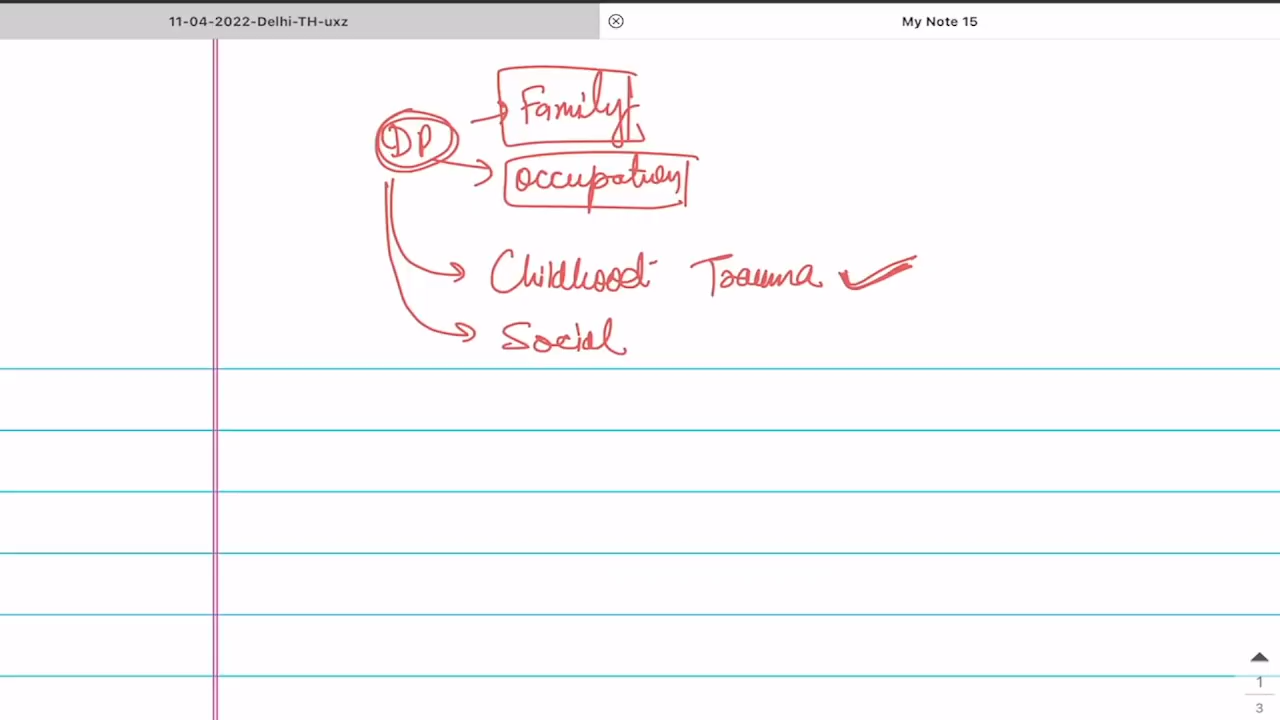 11-04-2022-Delhi-TH-uxz
My Note 15
Family
DP
occupation
Childhood Trauma
Social
1
3